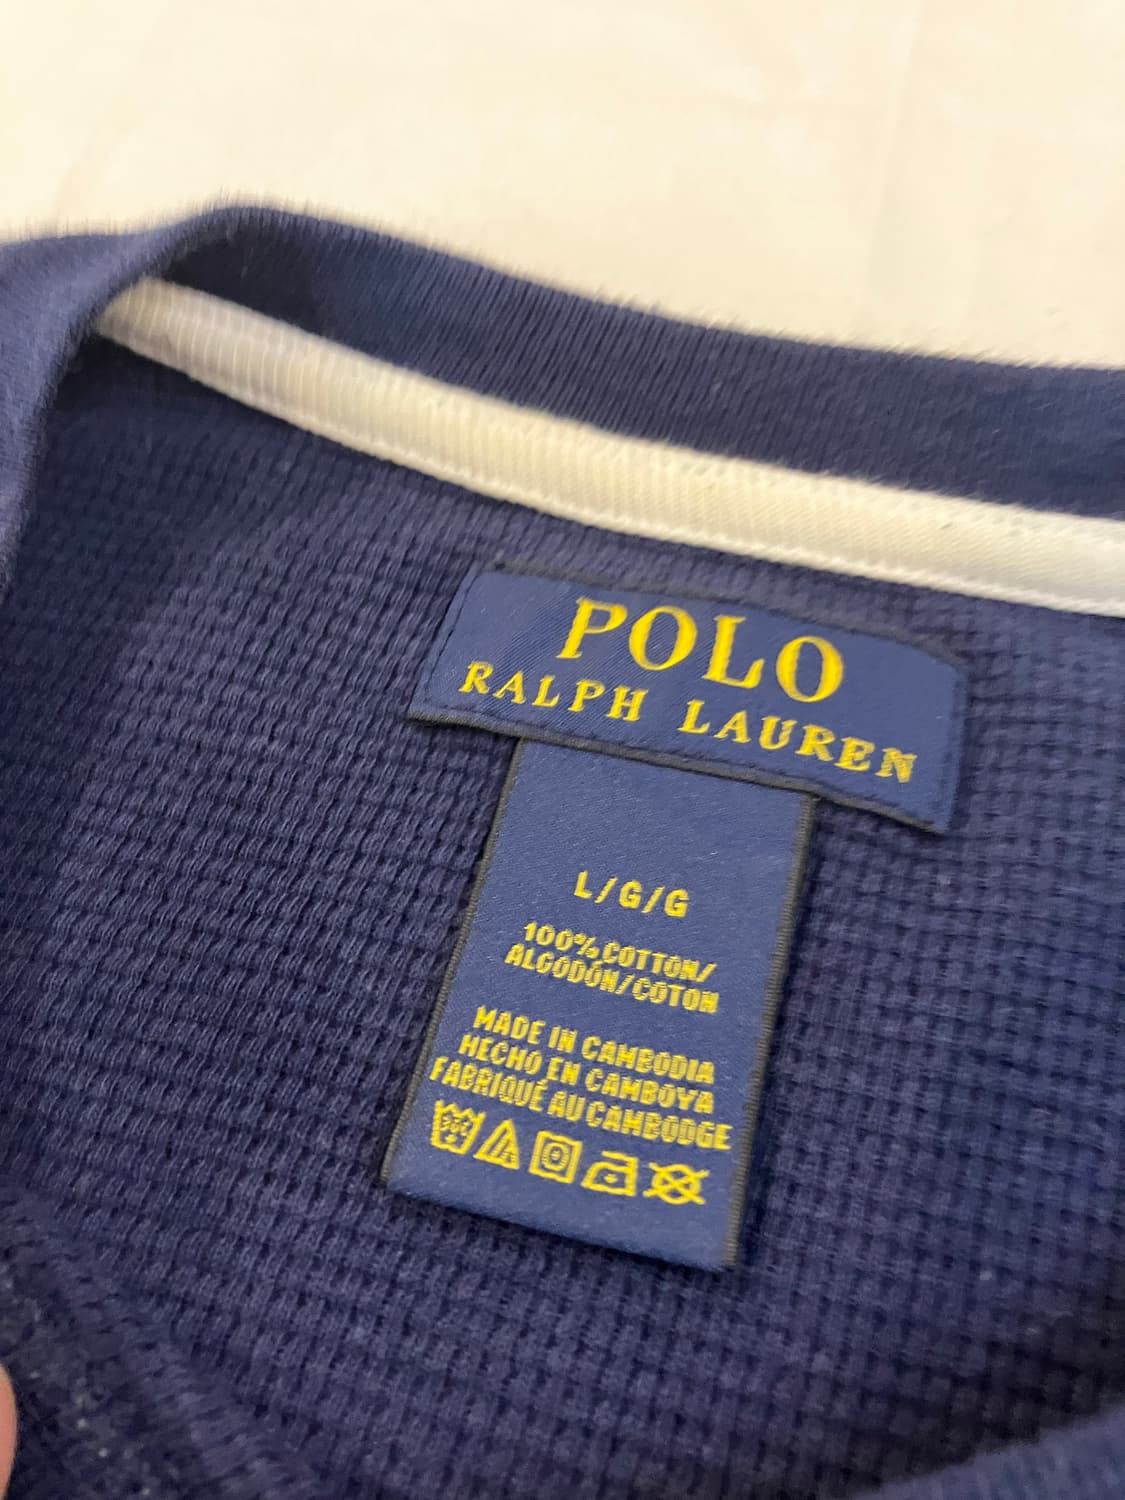 POLO
RALPH LAUREN
L/G/G
100% COTTON/
ALGODÓN/COTON
MADE IN CAMBODIA
HECHO EN CAMBOYA
FABRIQUÉ AU CAMBODGE